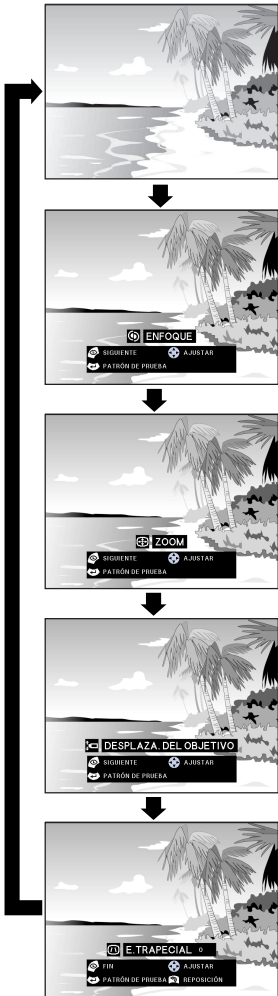 ENFOQUE
SIGUIENTE AJUSTAR
PATRÓN DE PRUEBA
ZOOM
SIGUIENTE AJUSTAR
PATRÓN DE PRUEBA
DESPLAZA. DEL OBJETIVO
SIGUIENTE AJUSTAR
PATRÓN DE PRUEBA
E.TRAPECIAL 0
FIN AJUSTAR
PATRÓN DE PRUEBA REPOSICIÓN